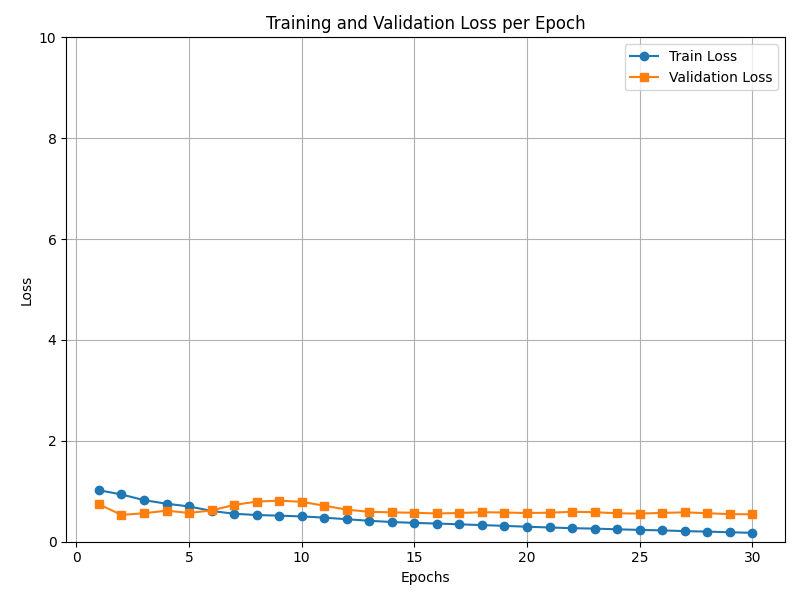 Training and Validation Loss per Epoch
Train Loss
Validation Loss
Loss
10
8
6
4
2
0
0 5 10 15 20 25 30
Epochs